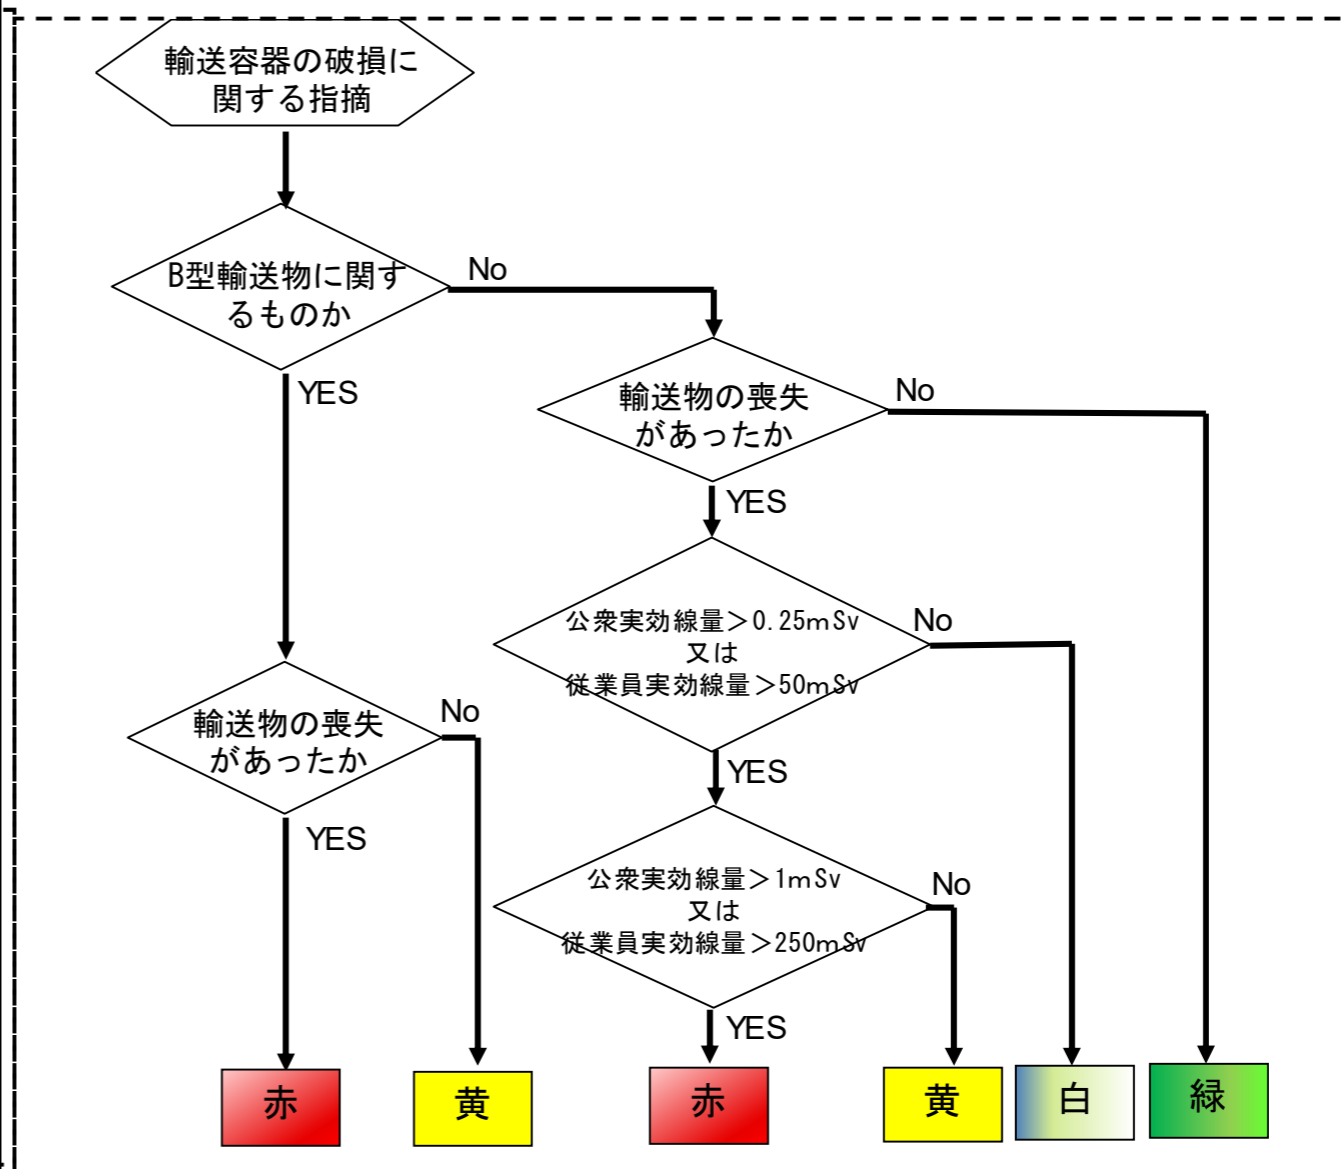 輸送容器の破損に
関する指摘
B型輸送物に関す
るものか
No
YES
輸送物の喪失
があったか
No
YES
公衆実効線量>0.25mSv
又は
従業員実効線量>50mSv
No
YES
輸送物の喪失
があったか
No
YES
公衆実効線量>1mSv
又は
従業員実効線量>250mSv
No
YES
赤
黄
赤
黄
白
緑